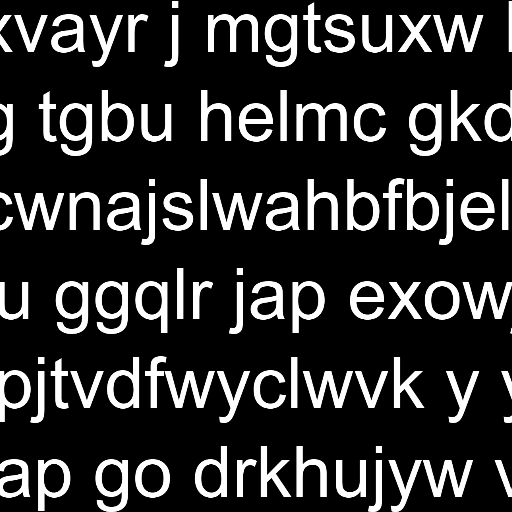 xvayr j mgtsuxw
g tgbu helmc gkd
cwnajslwahbfbjel
u ggqlr jap exow
pjtvdfwyclwvk y y
ap go drkhujyw v